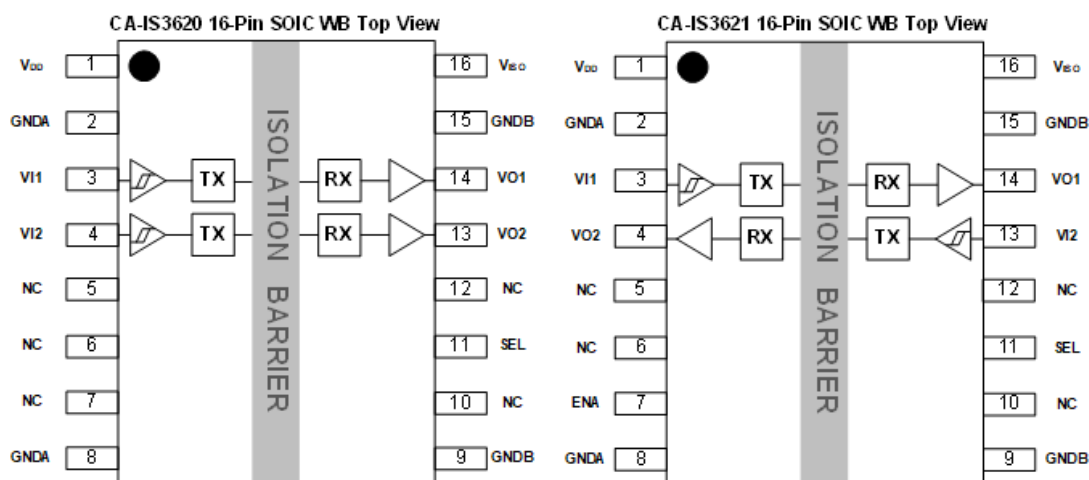 CA-IS3620 16-Pin SOIC WB Top View
VDD 1 16 VISO
GNDA 2 15 GNDB
VI1 3 TX RX 14 VO1
VI2 4 TX RX 13 VO2
NC 5 12 NC
NC 6 11 SEL
NC 7 10 NC
GNDA 8 9 GNDB
ISOLATION BARRIER
CA-IS3621 16-Pin SOIC WB Top View
VDD 1 16 VISO
GNDA 2 15 GNDB
VI1 3 TX RX 14 VO1
VO2 4 RX TX 13 VI2
NC 5 12 NC
NC 6 11 SEL
ENA 7 10 NC
GNDA 8 9 GNDB
ISOLATION BARRIER